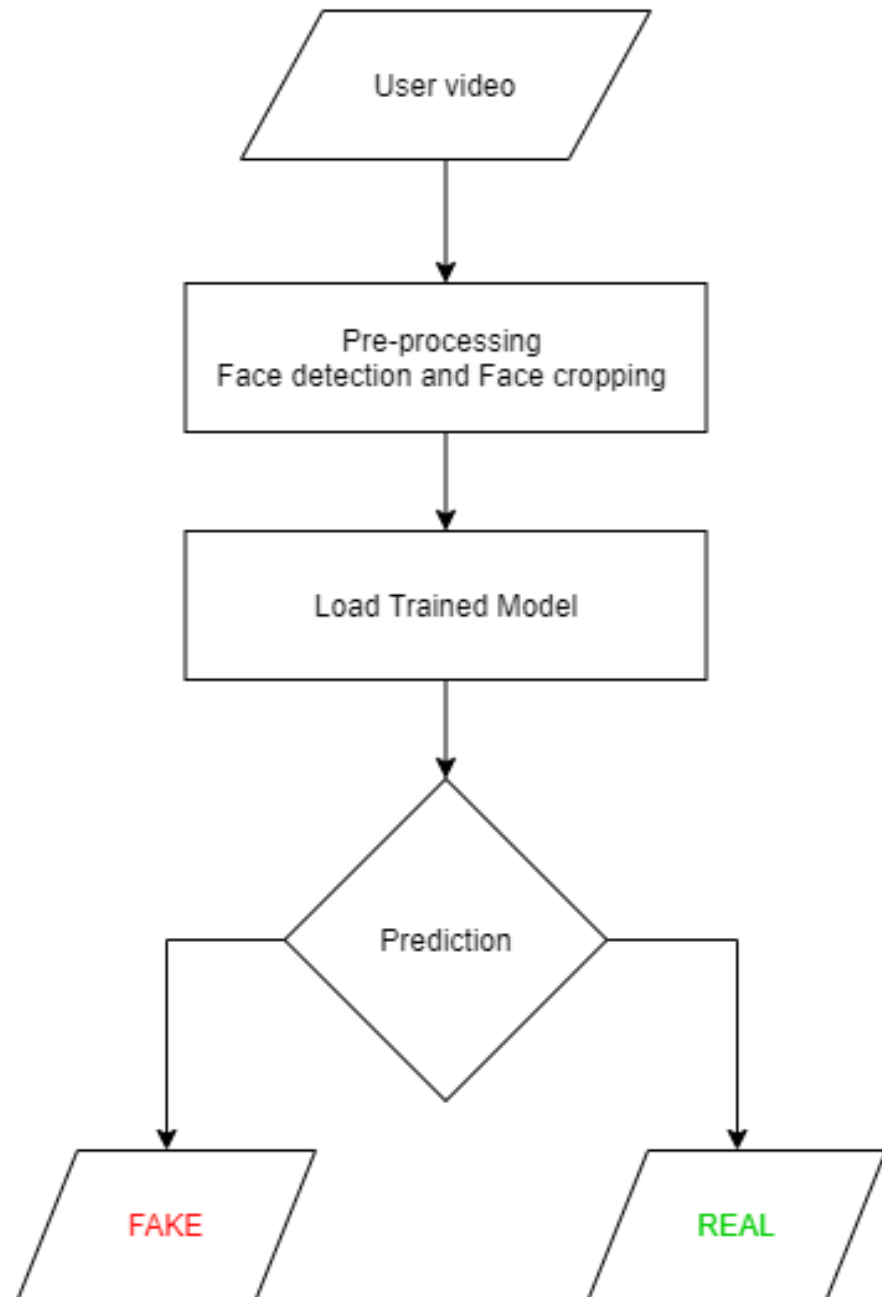 User video
Pre-processing
Face detection and Face cropping
Load Trained Model
Prediction
FAKE
REAL